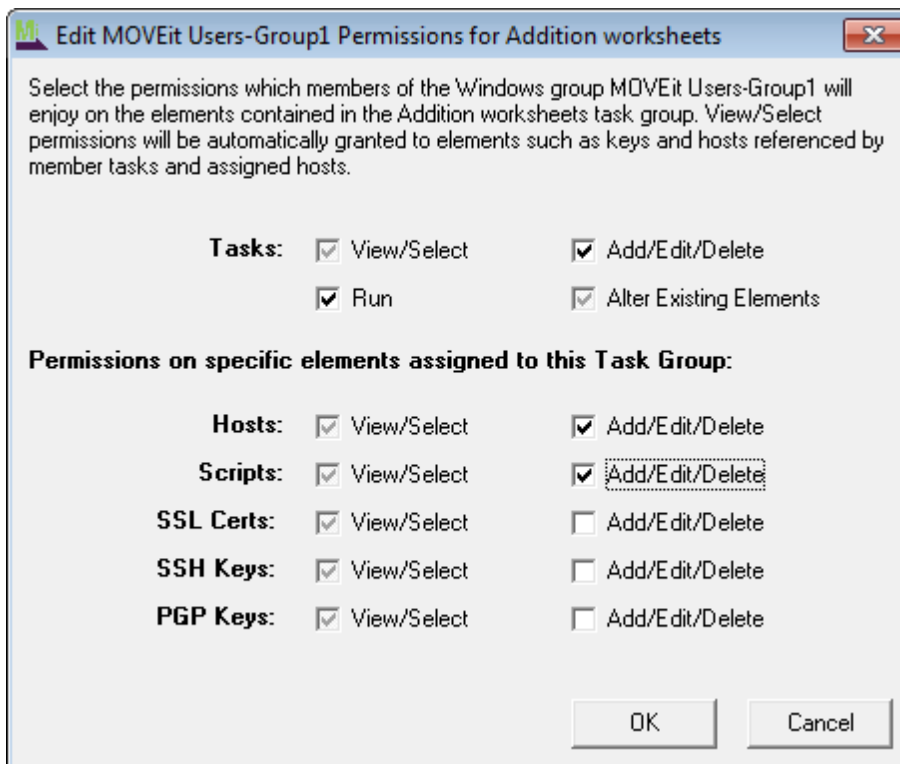 Edit MOVEit Users-Group1 Permissions for Addition worksheets
Select the permissions which members of the Windows group MOVEit Users-Group1 will
enjoy on the elements contained in the Addition worksheets task group. View/Select
permissions will be automatically granted to elements such as keys and hosts referenced by
member tasks and assigned hosts.
Tasks: View/Select Add/Edit/Delete
Run Alter Existing Elements
Permissions on specific elements assigned to this Task Group:
Hosts: View/Select Add/Edit/Delete
Scripts: View/Select Add/Edit/Delete
SSL Certs: View/Select Add/Edit/Delete
SSH Keys: View/Select Add/Edit/Delete
PGP Keys: View/Select Add/Edit/Delete
OK Cancel